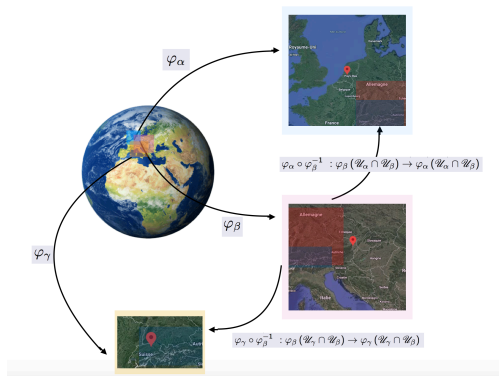 φα
Royaume-Uni
Allemagne
France
φα ∘ φβ⁻¹ : φβ (𝒰α ∩ 𝒰β) → φα (𝒰α ∩ 𝒰β)
φβ
Allemagne
Italie
φγ
Suisse
φγ ∘ φβ⁻¹ : φβ (𝒰γ ∩ 𝒰β) → φγ (𝒰γ ∩ 𝒰β)